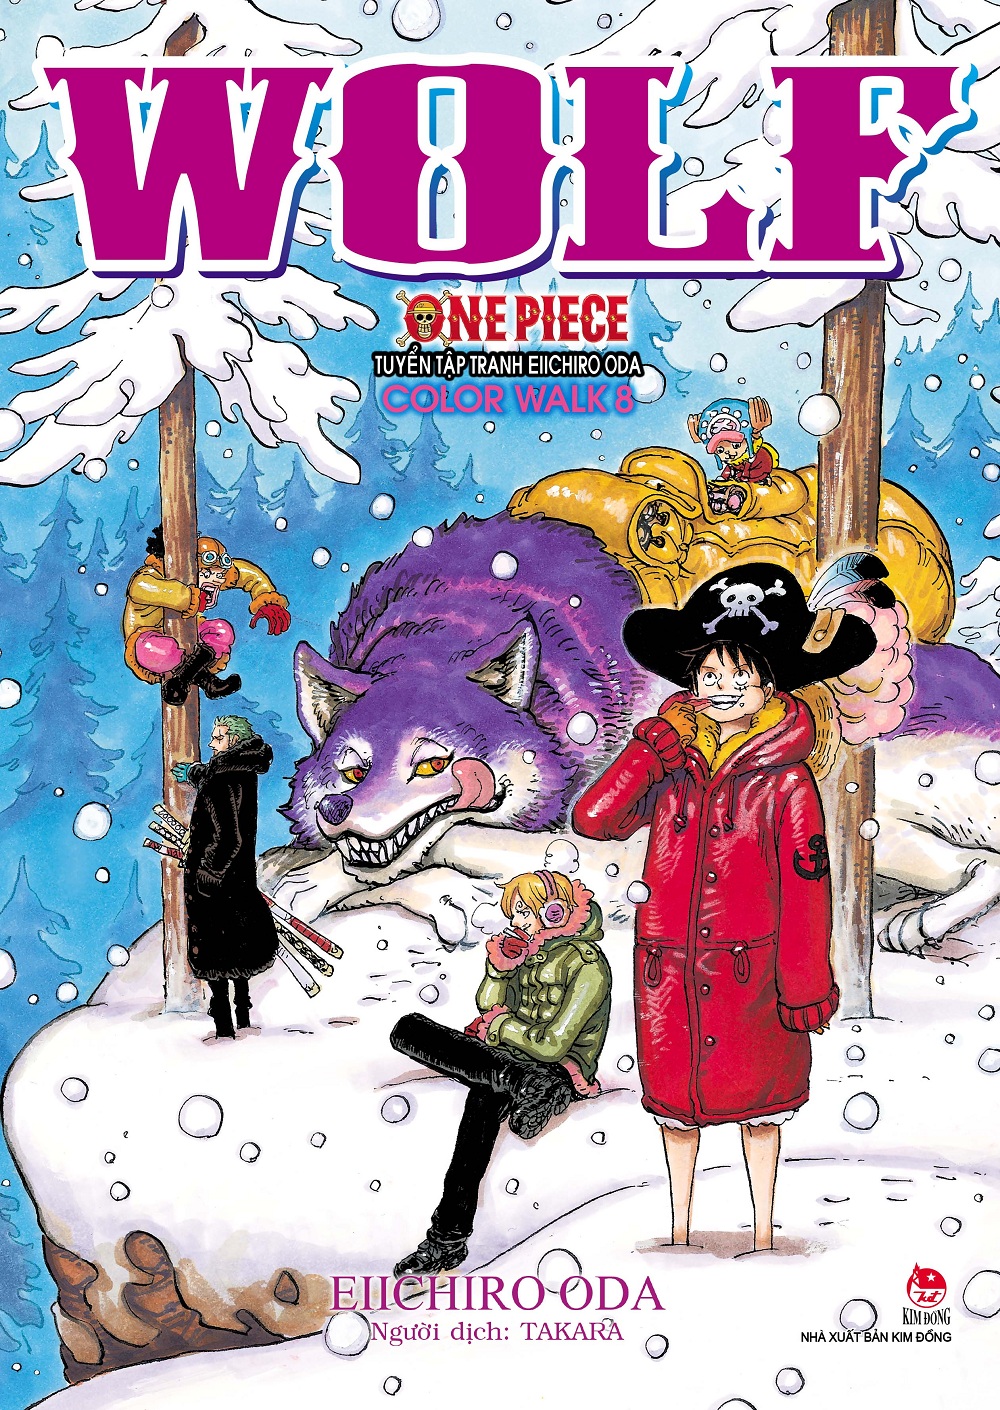 WOLF
ONE PIECE
TUYỂN TẬP TRANH EIICHIRO ODA
COLOR WALK 8
EIICHIRO ODA
Người dịch: TAKARA
KIM ĐỒNG
NHÀ XUẤT BẢN KIM ĐỒNG